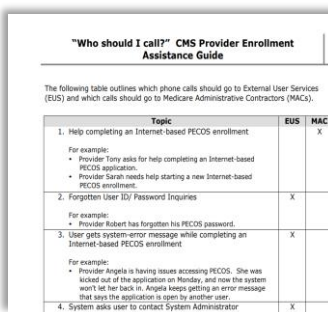 "Who should I call?" CMS Provider Enrollment
Assistance Guide
The following table outlines which phone calls should go to External User Services
(EUS) and which calls should go to Medicare Administrative Contractors (MACs).
Topic EUS MAC
1. Help completing an Internet-based PECOS enrollment X
For example:
• Provider Tony asks for help completing an Internet-based
PECOS application.
• Provider Sarah needs help starting a new Internet-based
PECOS enrollment.
2. Forgotten User ID/ Password Inquiries X
For example:
• Provider Robert has forgotten his PECOS password.
3. User gets system-error message while completing an X
Internet-based PECOS enrollment
For example:
• Provider Angela is having issues accessing PECOS. She was
kicked out of the application on Monday, and now the system
won't let her back in. Angela keeps getting an error message
that says the application is open by another user.
4. System asks user to contact System Administrator X